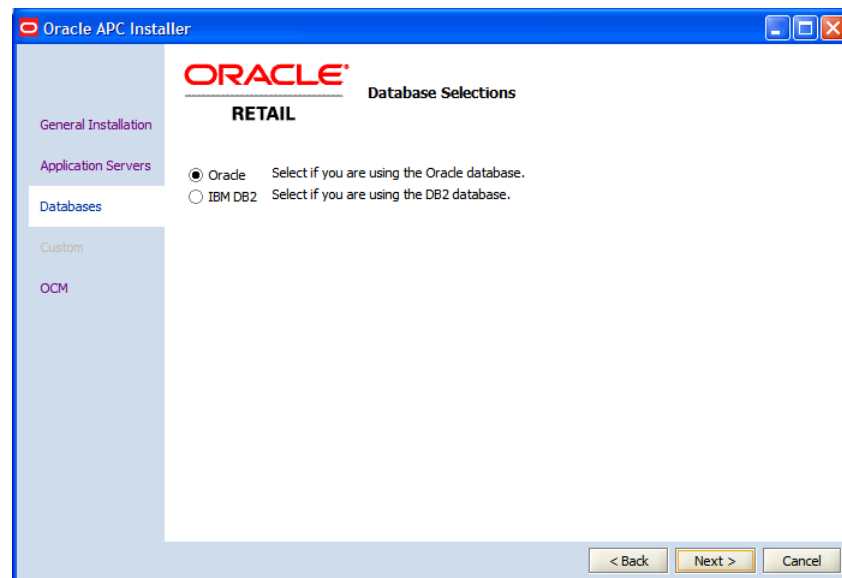 Oracle APC Installer
ORACLE®
RETAIL
Database Selections
General Installation
Application Servers
Databases
Custom
OCM
Oracle Select if you are using the Oracle database.
IBM DB2 Select if you are using the DB2 database.
< Back Next > Cancel